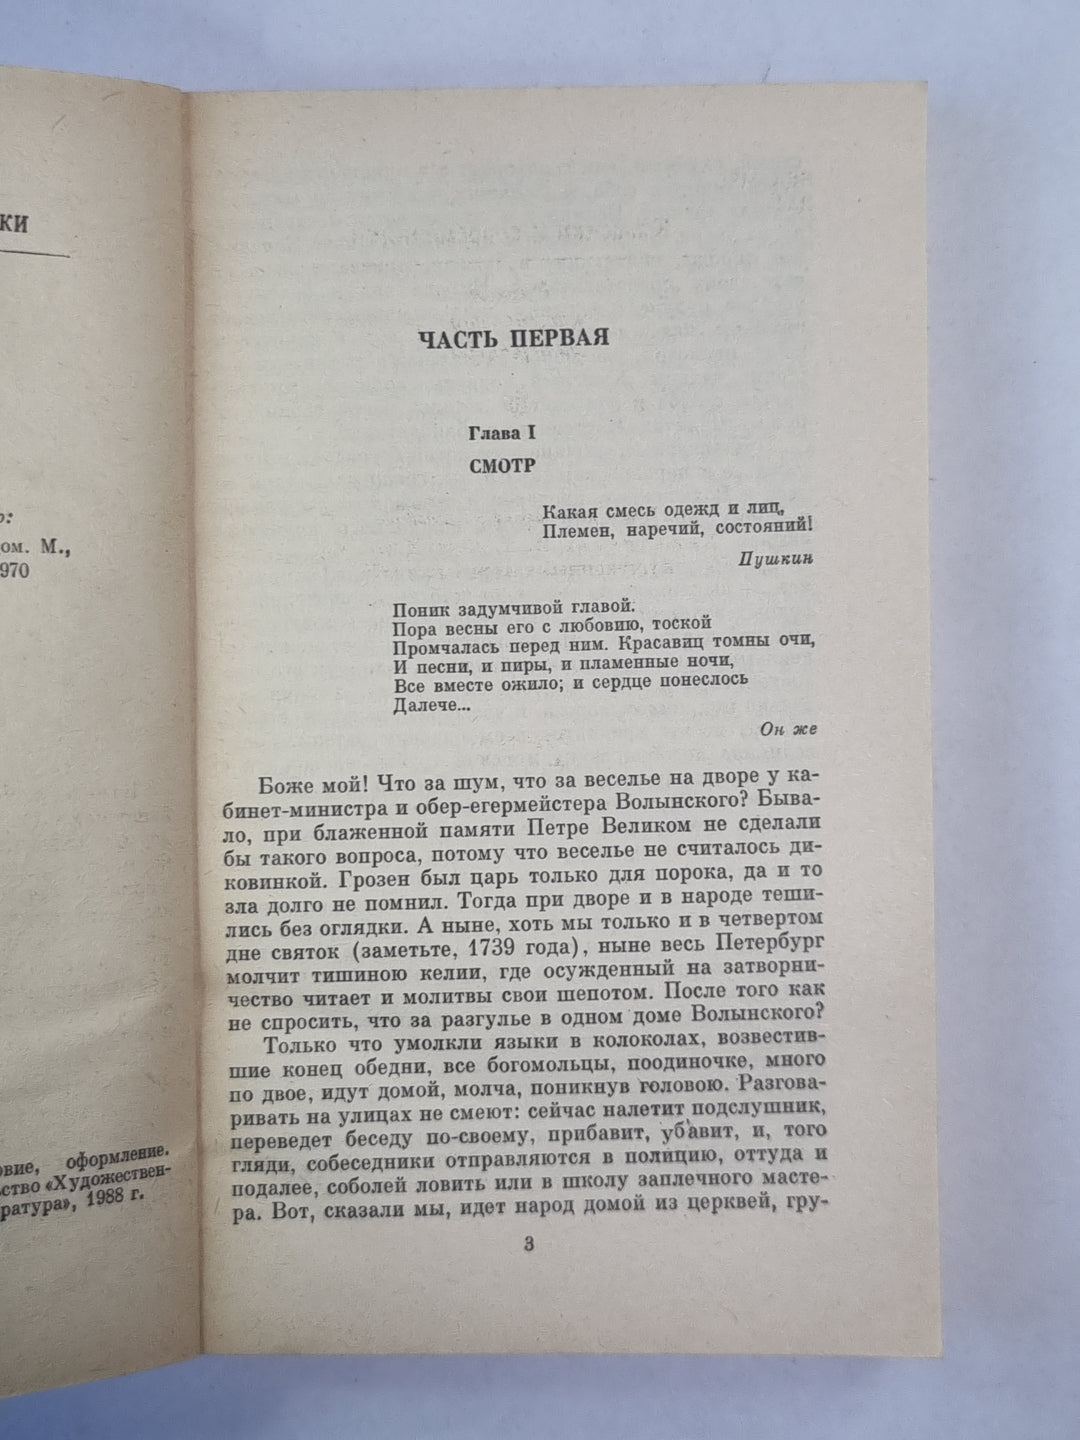 КИ
о:
ом. М.,
970
овие, оформление.
ьство «Художествен-
ратура», 1988 г.
ЧАСТЬ ПЕРВАЯ
Глава I
СМОТР
Какая смесь одежд и лиц,
Племен, наречий, состояний!
Пушкин
Поник задумчивой главой.
Пора весны его с любовию, тоской
Промчалась перед ним. Красавиц томны очи,
И песни, и пиры, и пламенные ночи,
Все вместе ожило; и сердце понеслось
Далече...
Он же
Боже мой! Что за шум, что за веселье на дворе у ка-
бинет-министра и обер-егермейстера Волынского? Быва-
ло, при блаженной памяти Петре Великом не сделали
бы такого вопроса, потому что веселье не считалось ди-
ковинкой. Грозен был царь только для порока, да и то
зла долго не помнил. Тогда при дворе и в народе теши-
лись без оглядки. А ныне, хоть мы только и в четвертом
дне святок (заметьте, 1739 года), ныне весь Петербург
молчит тишиною келии, где осужденный на затворни-
чество читает и молитвы свои шепотом. После того как
не спросить, что за разгулье в одном доме Волынского?
Только что умолкли языки в колоколах, возвестив-
шие конец обедни, все богомольцы, поодиночке, много
по двое, идут домой, молча, поникнув головою. Разгова-
ривать на улицах не смеют: сейчас налетит подслушник,
переведет беседу по-своему, прибавит, убавит, и, того
гляди, собеседники отправляются в полицию, оттуда и
подалее, соболей ловить или в школу заплечного масте-
ра. Вот, сказали мы, идет народ домой из церквей, гру-
3